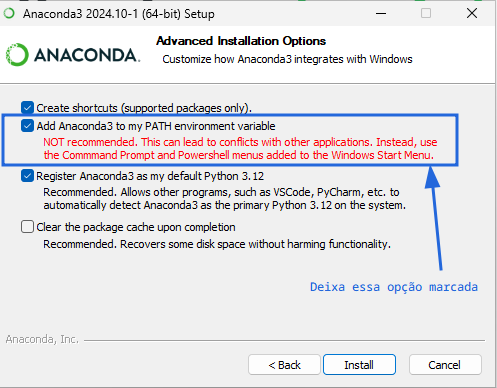 Anaconda3 2024.10-1 (64-bit) Setup
ANACONDA.
Advanced Installation Options
Customize how Anaconda3 integrates with Windows
Create shortcuts (supported packages only).
Add Anaconda3 to my PATH environment variable
NOT recommended. This can lead to conflicts with other applications. Instead, use
the Commmand Prompt and Powershell menus added to the Windows Start Menu.
Register Anaconda3 as my default Python 3.12
Recommended. Allows other programs, such as VSCode, PyCharm, etc. to
automatically detect Anaconda3 as the primary Python 3.12 on the system.
Clear the package cache upon completion
Recommended. Recovers some disk space without harming functionality.
Deixa essa opção marcada
Anaconda, Inc.
< Back
Install
Cancel